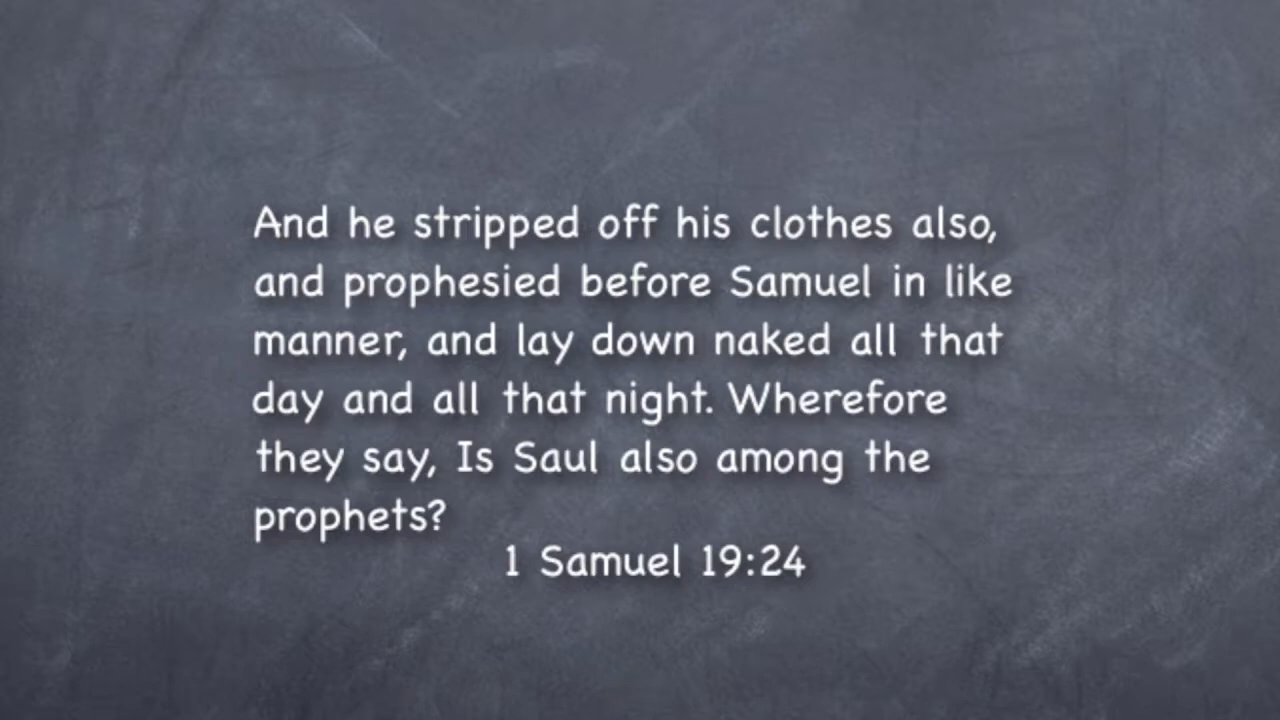 And he stripped off his clothes also,
and prophesied before Samuel in like
manner, and lay down naked all that
day and all that night. Wherefore
they say, Is Saul also among the
prophets?
1 Samuel 19:24